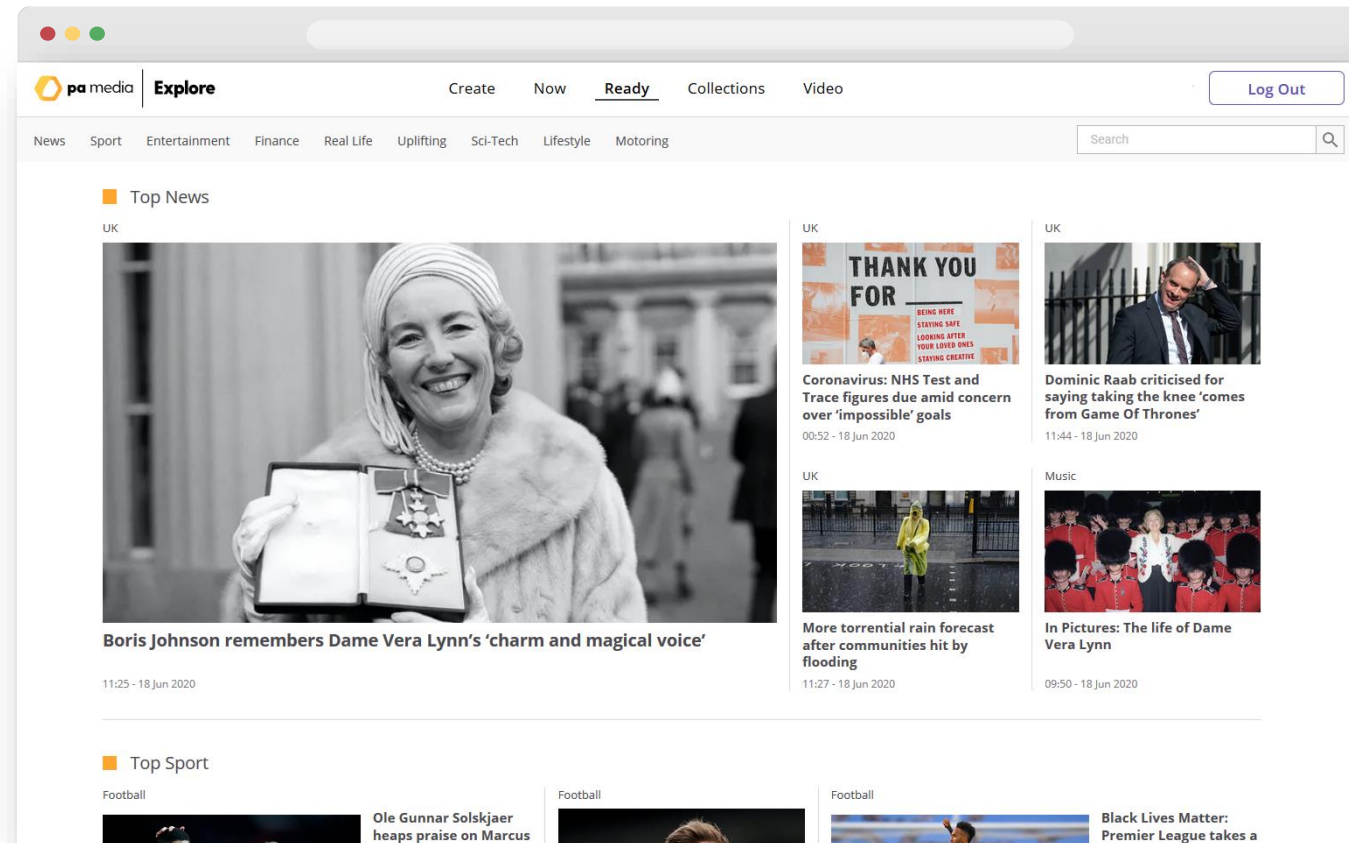 pa media Explore
Create Now Ready Collections Video
Log Out
News Sport Entertainment Finance Real Life Uplifting Sci-Tech Lifestyle Motoring
Search
Top News
UK
Boris Johnson remembers Dame Vera Lynn’s ‘charm and magical voice’
11:25 - 18 Jun 2020
UK
THANK YOU
FOR
BEING HERE
STAYING SAFE
LOOKING AFTER
YOUR LOVED ONES
STAYING CREATIVE
Coronavirus: NHS Test and
Trace figures due amid concern
over ‘impossible’ goals
00:52 - 18 Jun 2020
UK
Dominic Raab criticised for
saying taking the knee ‘comes
from Game Of Thrones’
11:44 - 18 Jun 2020
UK
More torrential rain forecast
after communities hit by
flooding
11:27 - 18 Jun 2020
Music
In Pictures: The life of Dame
Vera Lynn
09:50 - 18 Jun 2020
Top Sport
Football
Ole Gunnar Solskjaer
heaps praise on Marcus
Football
Football
Black Lives Matter:
Premier League takes a